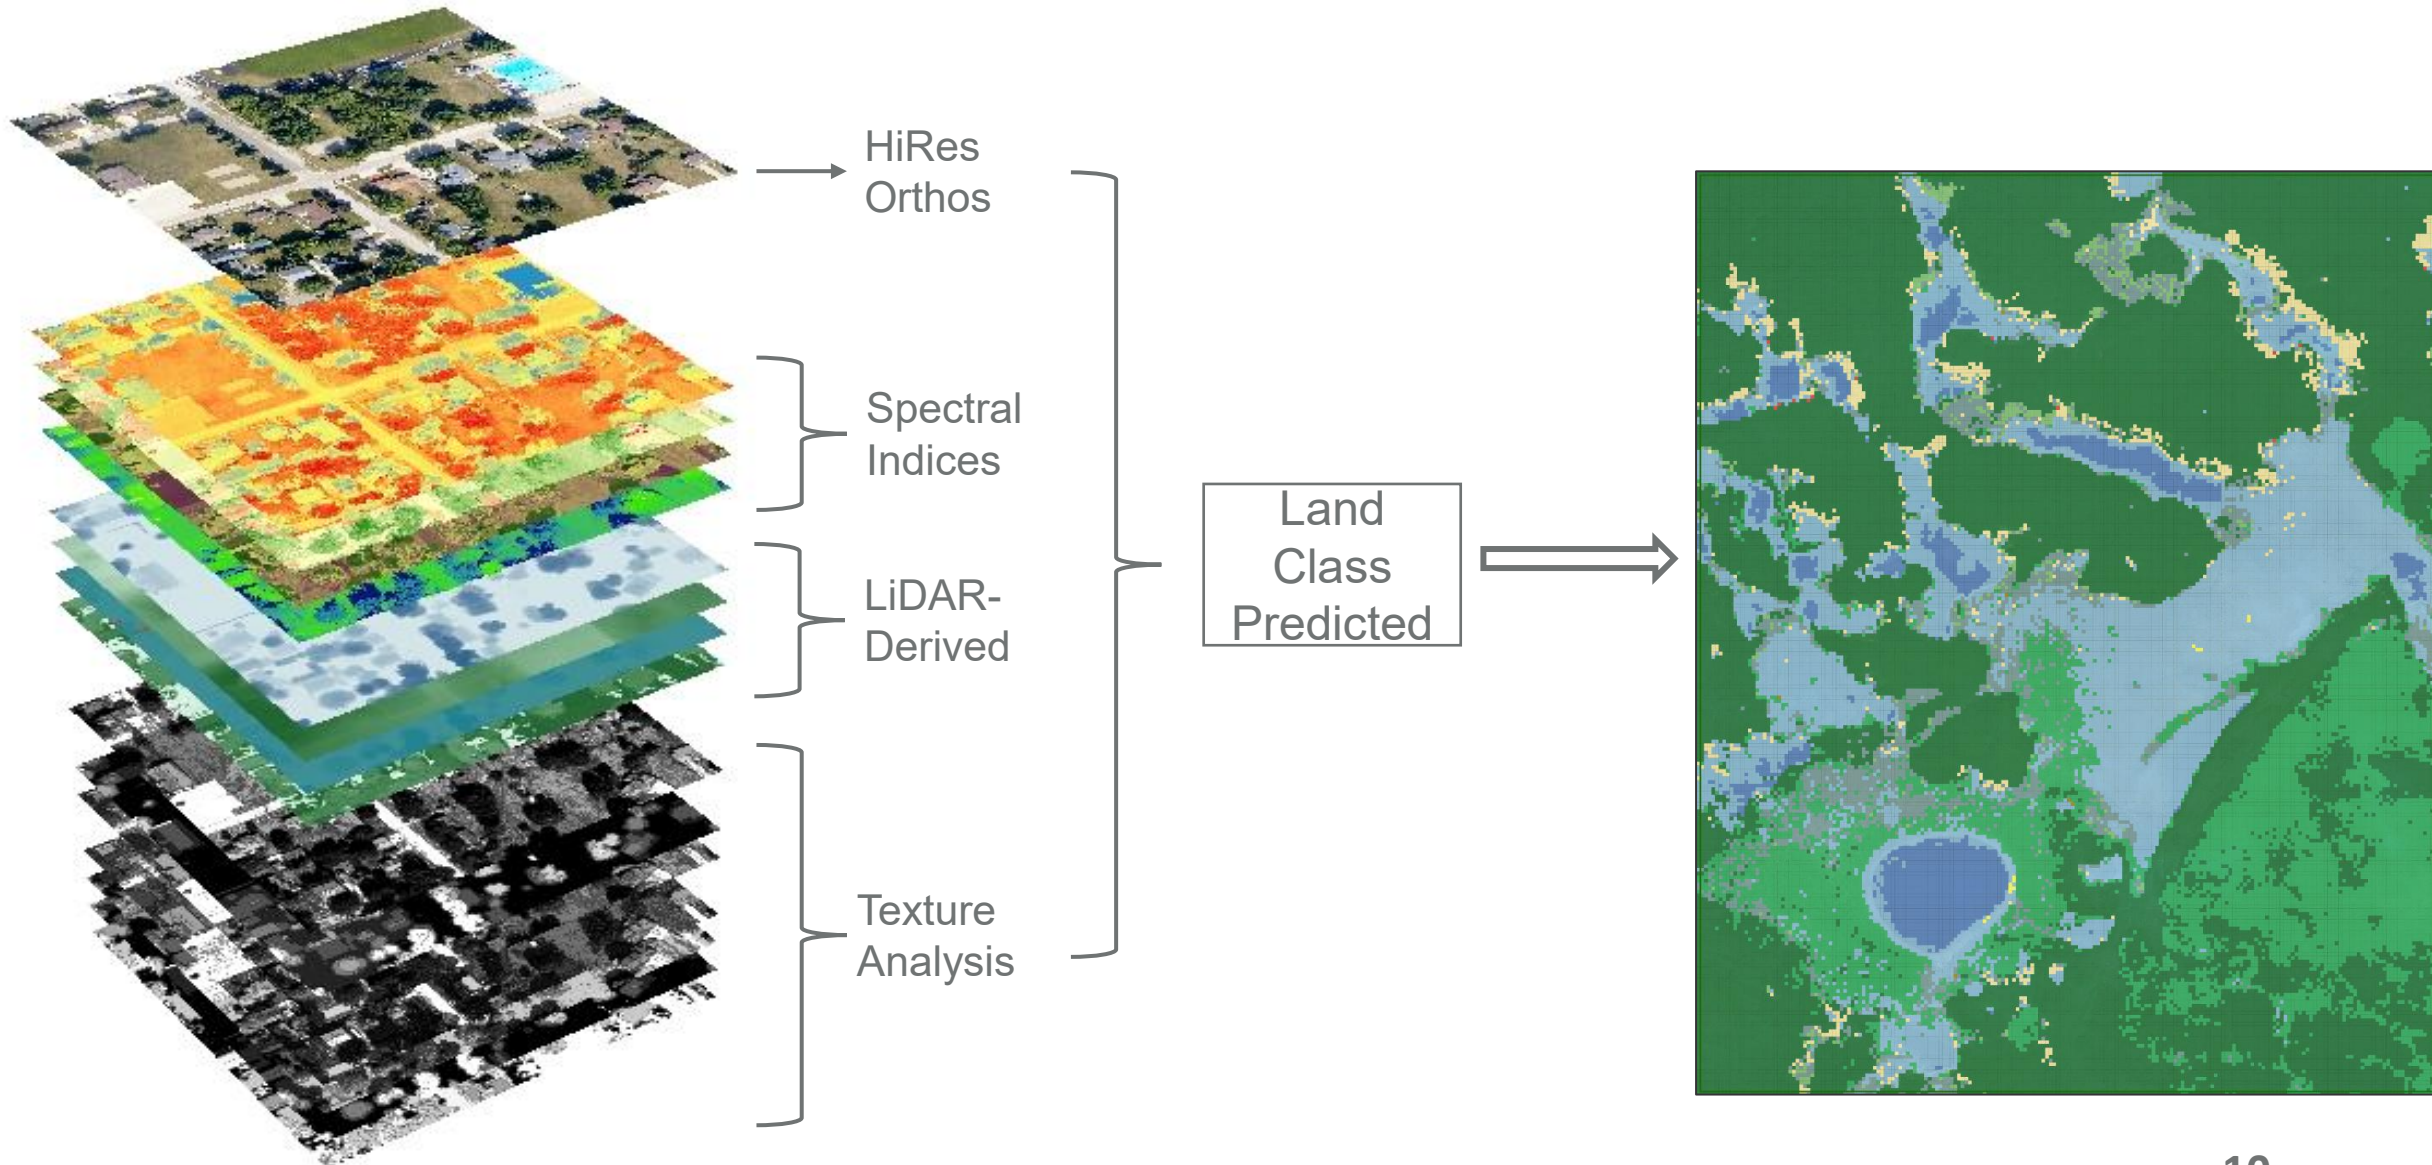 HiRes
Orthos
Spectral
Indices
LiDAR-
Derived
Texture
Analysis
Land
Class
Predicted